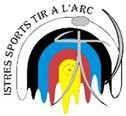 ISTRES SPORTS TIR A L'ARC